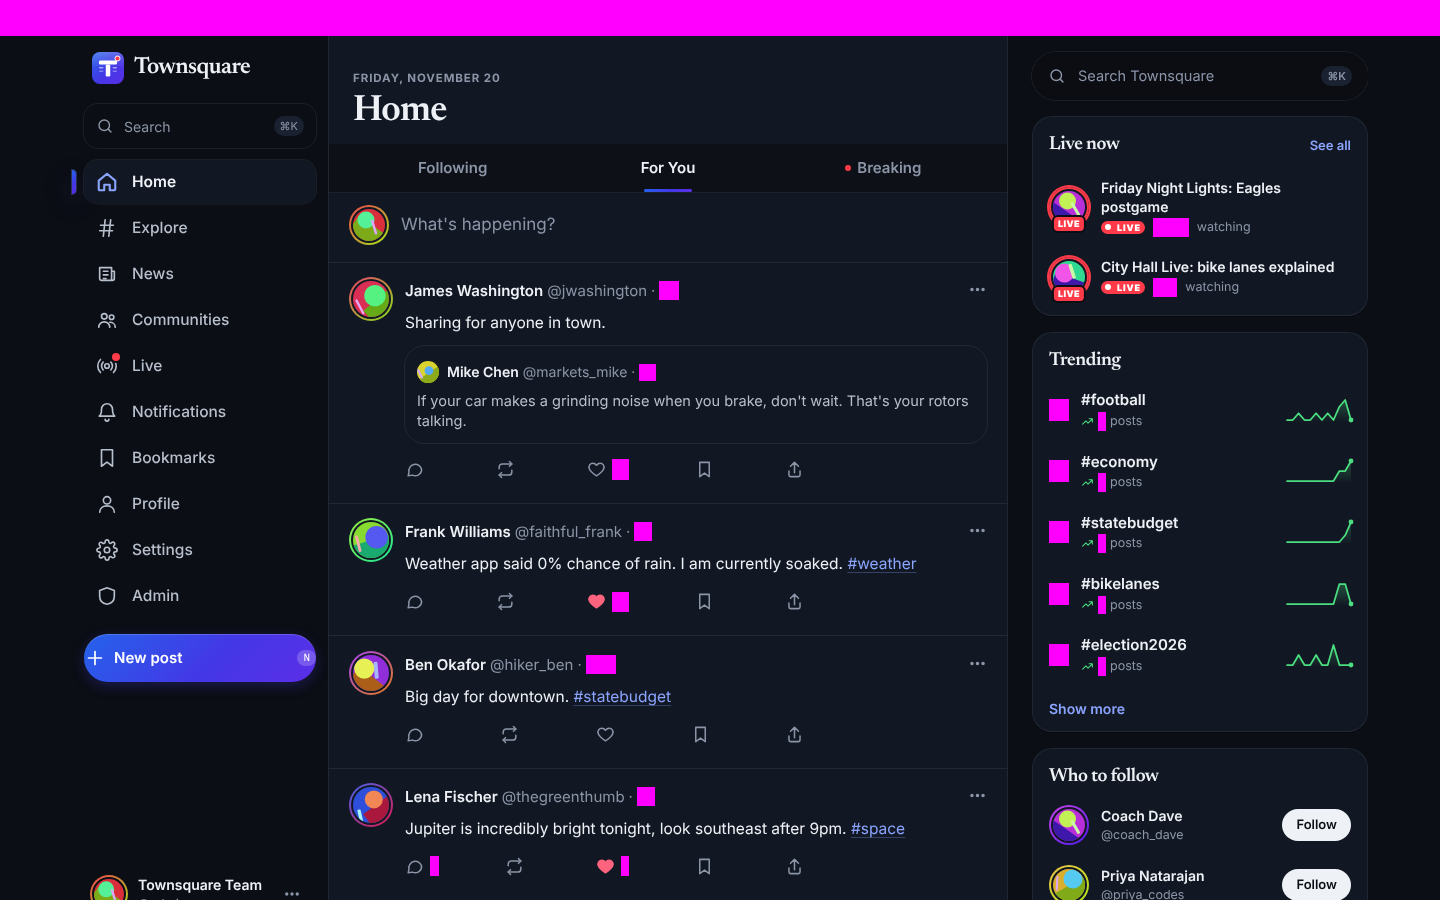 Townsquare
Search
⌘K
Home
Explore
News
Communities
Live
Notifications
Bookmarks
Profile
Settings
Admin
New post
N
Townsquare Team
FRIDAY, NOVEMBER 20
Home
Following
For You
Breaking
What's happening?
James Washington @jwashington ·
Sharing for anyone in town.
Mike Chen @markets_mike ·
If your car makes a grinding noise when you brake, don't wait. That's your rotors
talking.
Frank Williams @faithful_frank ·
Weather app said 0% chance of rain. I am currently soaked. #weather
Ben Okafor @hiker_ben ·
Big day for downtown. #statebudget
Lena Fischer @thegreenthumb ·
Jupiter is incredibly bright tonight, look southeast after 9pm. #space
Search Townsquare
⌘K
Live now
See all
Friday Night Lights: Eagles
postgame
LIVE
LIVE
watching
City Hall Live: bike lanes explained
LIVE
LIVE
watching
Trending
#football
posts
#economy
posts
#statebudget
posts
#bikelanes
posts
#election2026
posts
Show more
Who to follow
Coach Dave
@coach_dave
Follow
Priya Natarajan
@priya_codes
Follow